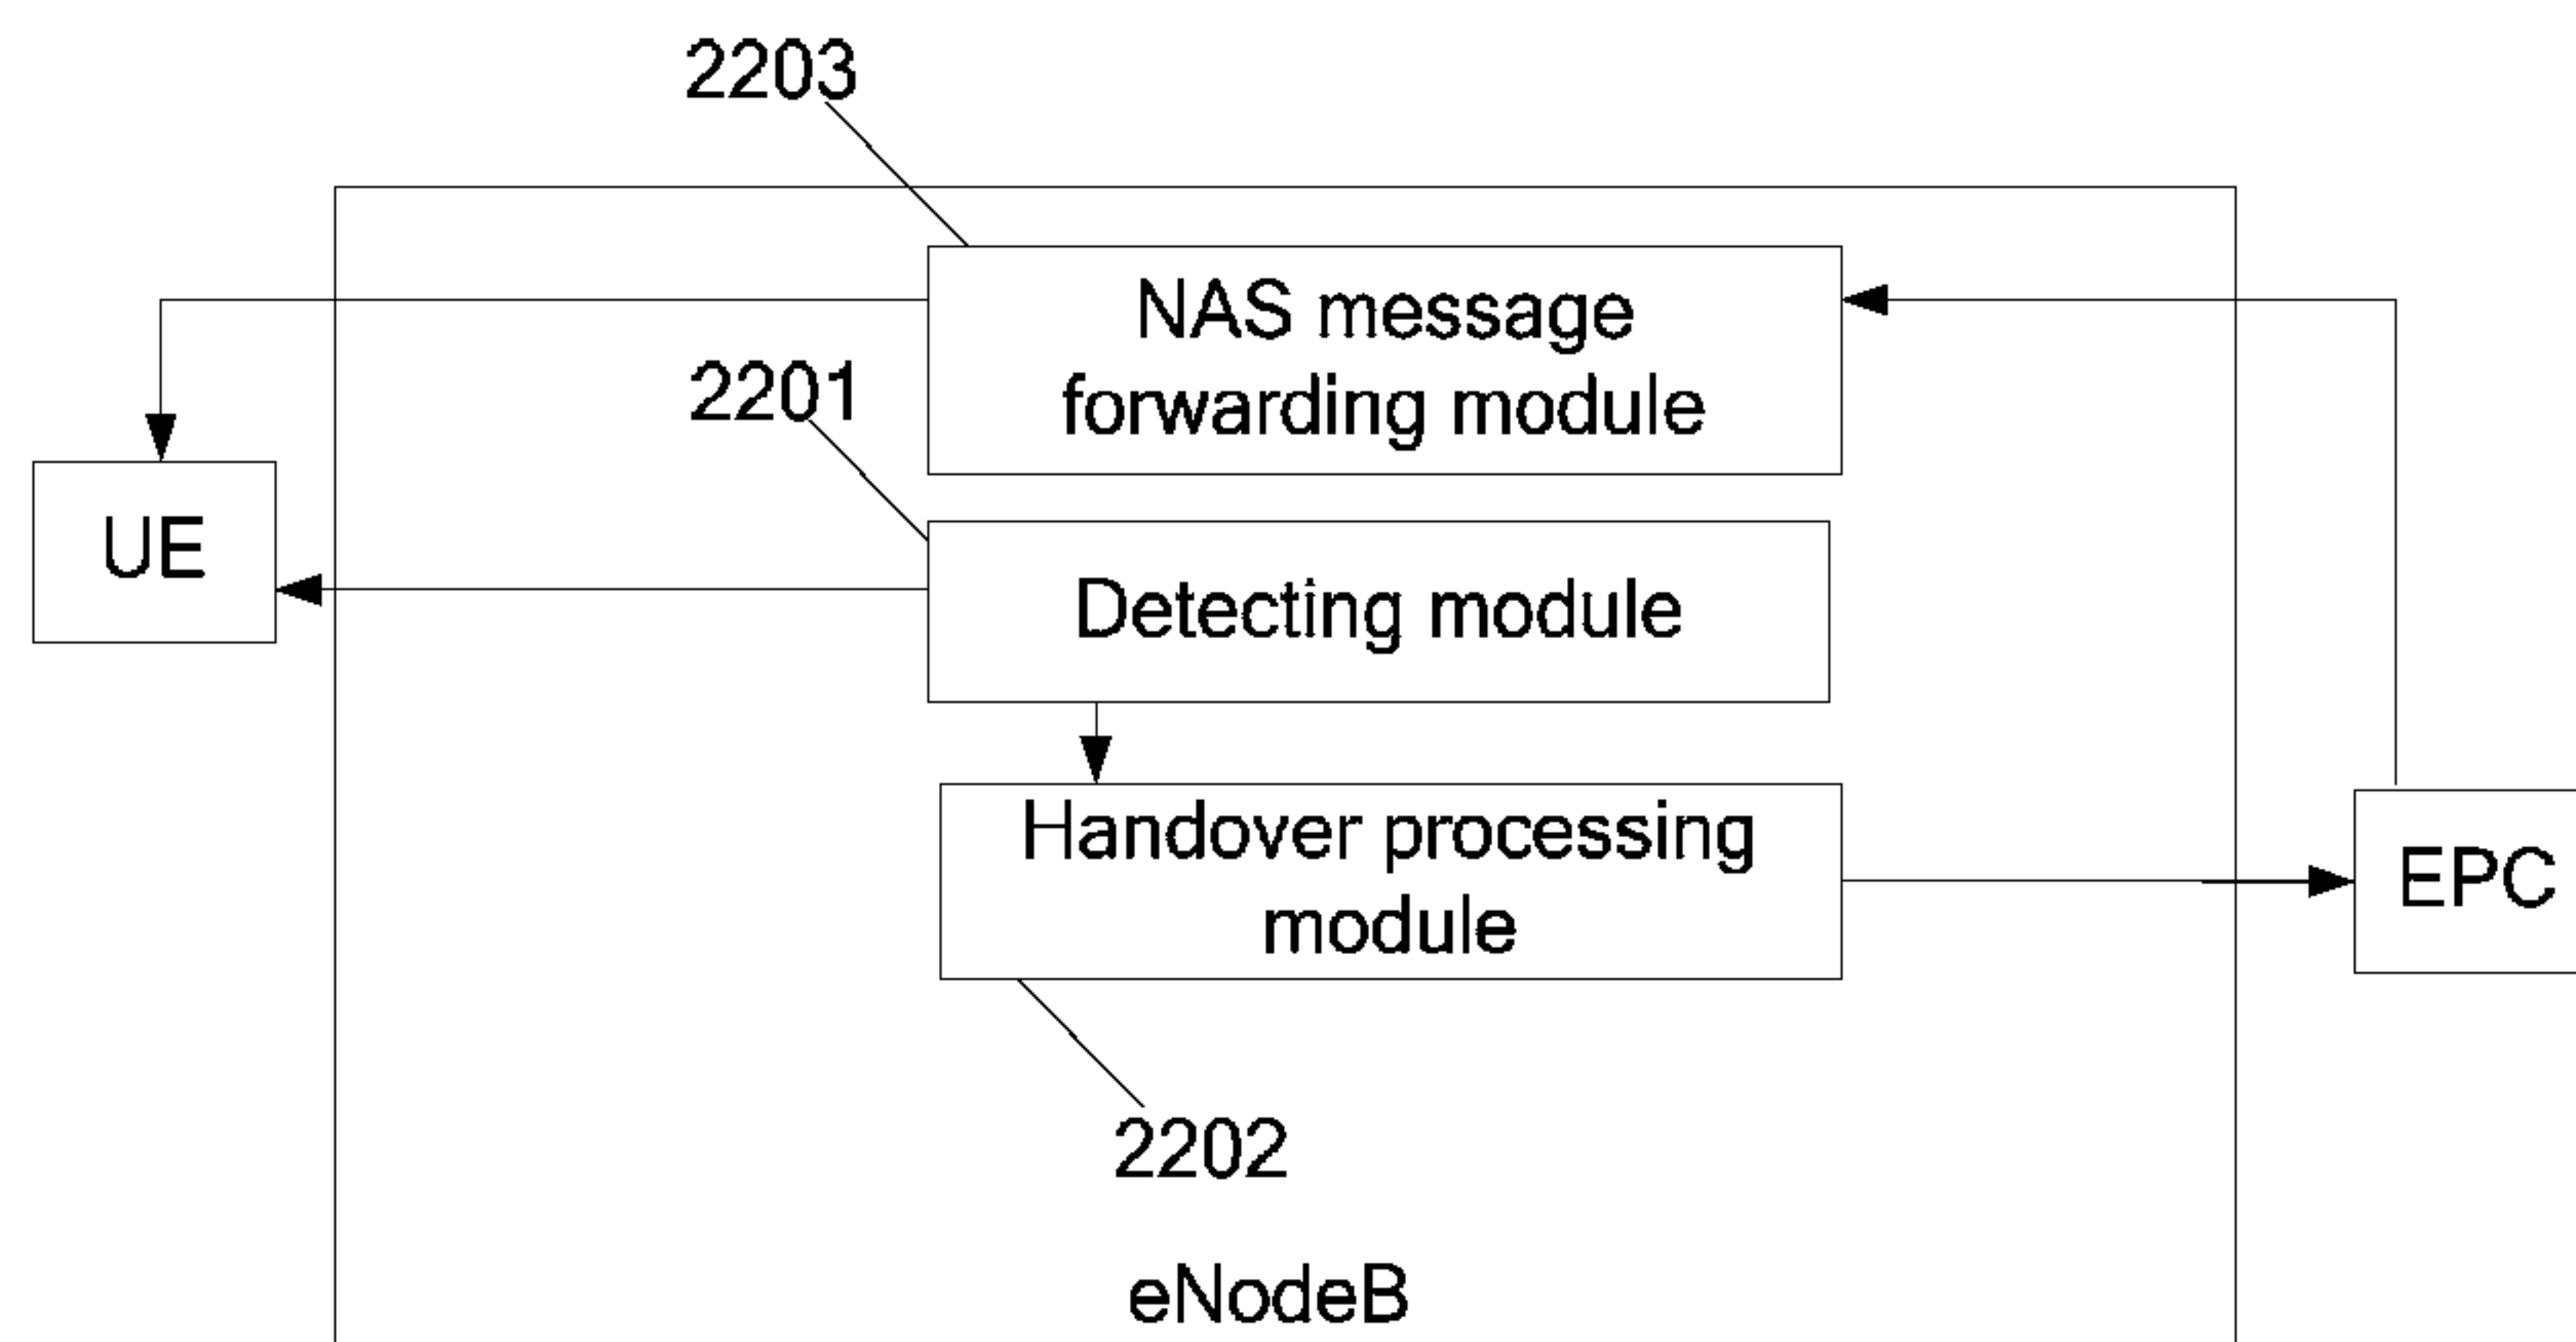 2203
NAS message
forwarding module
2201
UE
Detecting module
Handover processing
module
EPC
2202
eNodeB